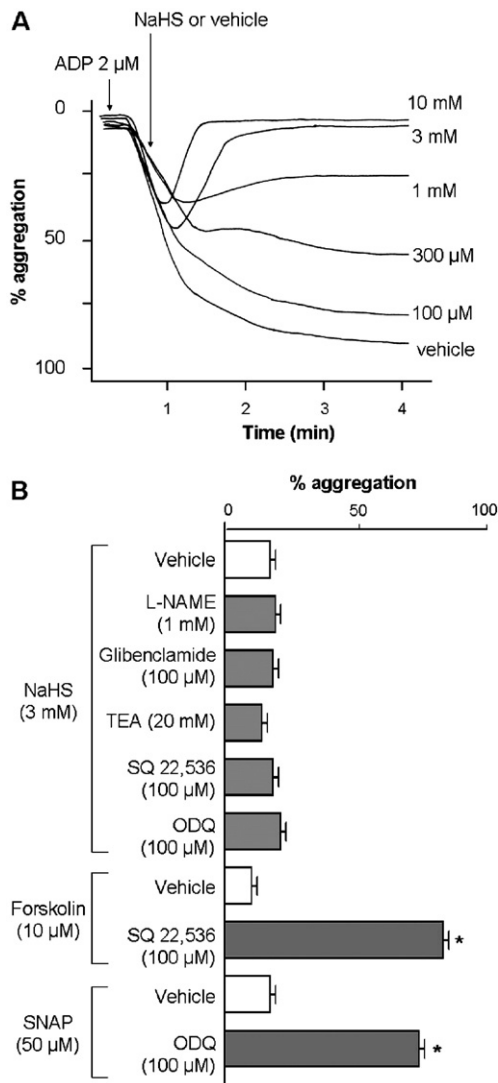 A
NaHS or vehicle
ADP 2 µM
0
50
100
% aggregation
10 mM
3 mM
1 mM
300 µM
100 µM
vehicle
1
2
3
4
Time (min)
B
% aggregation
0
50
100
NaHS
(3 mM)
Vehicle
L-NAME
(1 mM)
Glibenclamide
(100 µM)
TEA (20 mM)
SQ 22,536
(100 µM)
ODQ
(100 µM)
Forskolin
(10 µM)
Vehicle
SQ 22,536
(100 µM)
*
SNAP
(50 µM)
Vehicle
ODQ
(100 µM)
*